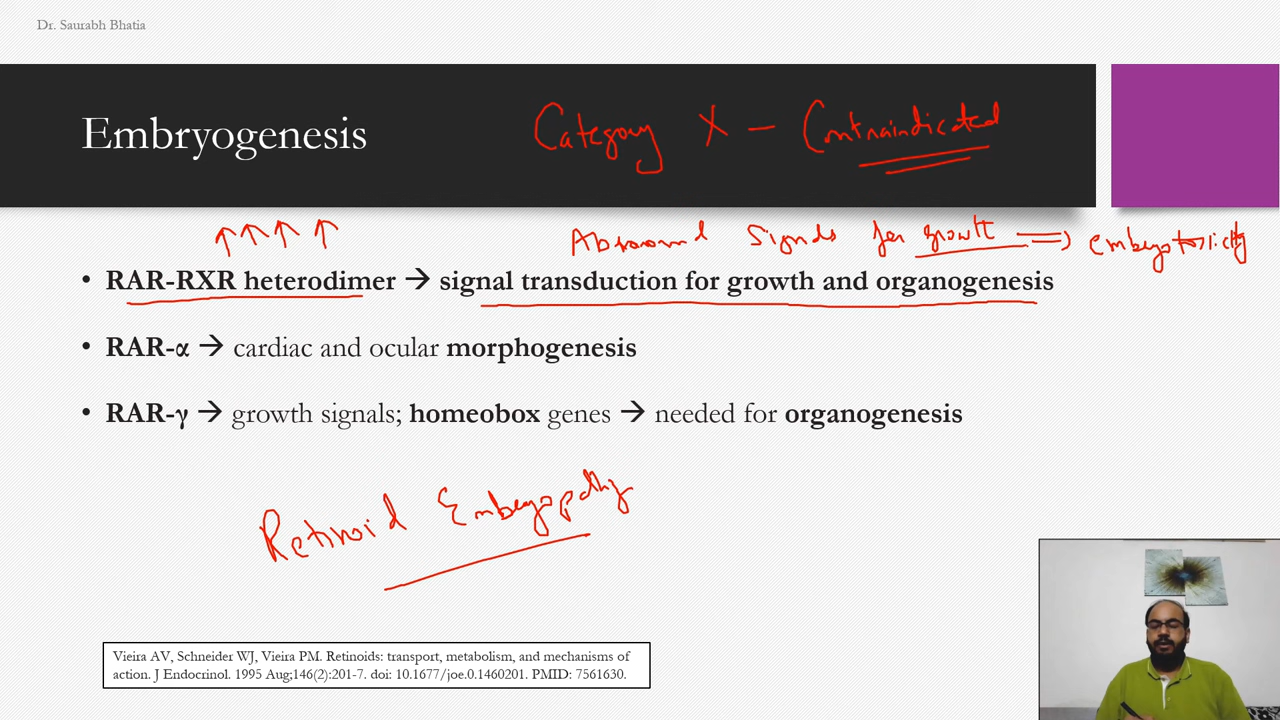 Dr. Saurabh Bhatia
Embryogenesis
Category X – Contraindicated
↑ ↑ ↑ ↑
Abnormal Signals for growth ⇒ embryotoxicity
• RAR-RXR heterodimer → signal transduction for growth and organogenesis
• RAR-α → cardiac and ocular morphogenesis
• RAR-γ → growth signals; homeobox genes → needed for organogenesis
Retinoid Embryopathy
Vieira AV, Schneider WJ, Vieira PM. Retinoids: transport, metabolism, and mechanisms of
action. J Endocrinol. 1995 Aug;146(2):201-7. doi: 10.1677/joe.0.1460201. PMID: 7561630.